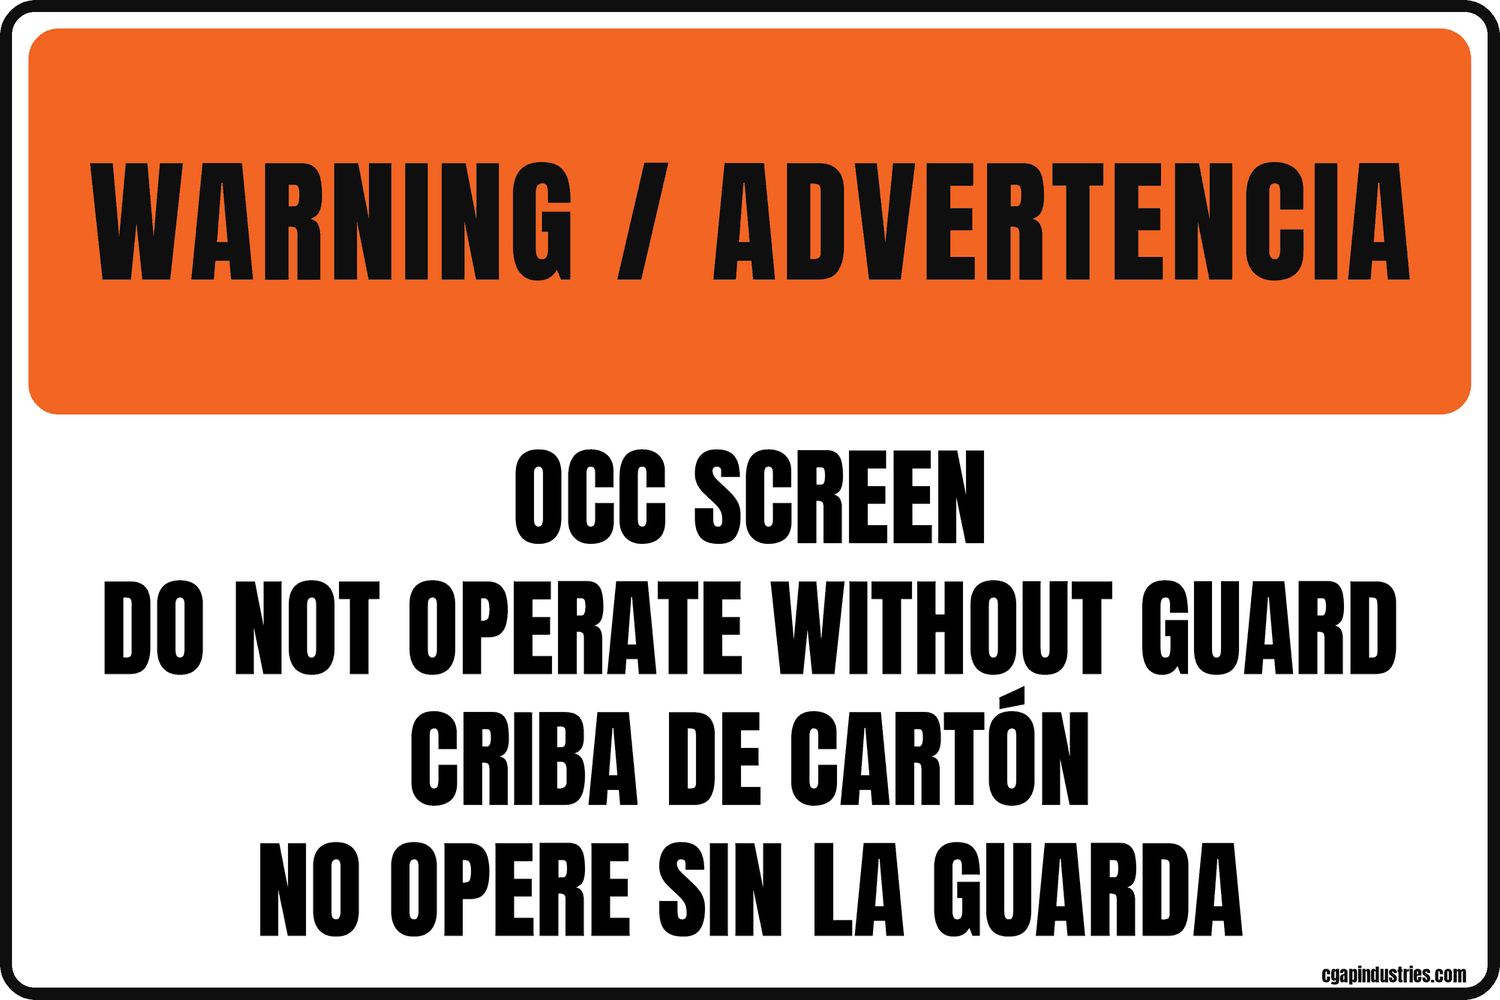 WARNING / ADVERTENCIA
OCC SCREEN
DO NOT OPERATE WITHOUT GUARD
CRIBA DE CARTÓN
NO OPERE SIN LA GUARDA
cgapindustries.com